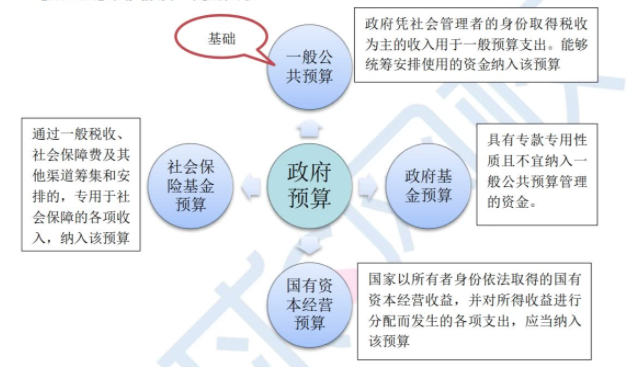 基础
一般公
共预算
政府凭社会管理者的身份取得税收
为主的收入用于一般预算支出。能够
统筹安排使用的资金纳入该预算
通过一般税收、
社会保障费及其
他渠道筹集和安
排的，专用于社
会保障的各项收
入，纳入该预算
社会保
险基金
预算
政府
预算
政府基
金预算
具有专款专用性
质且不宜纳入一
般公共预算管理
的资金。
国有资
本经营
预算
国家以所有者身份依法取得的国有
资本经营收益，并对所得收益进行
分配而发生的各项支出，应当纳入
该预算